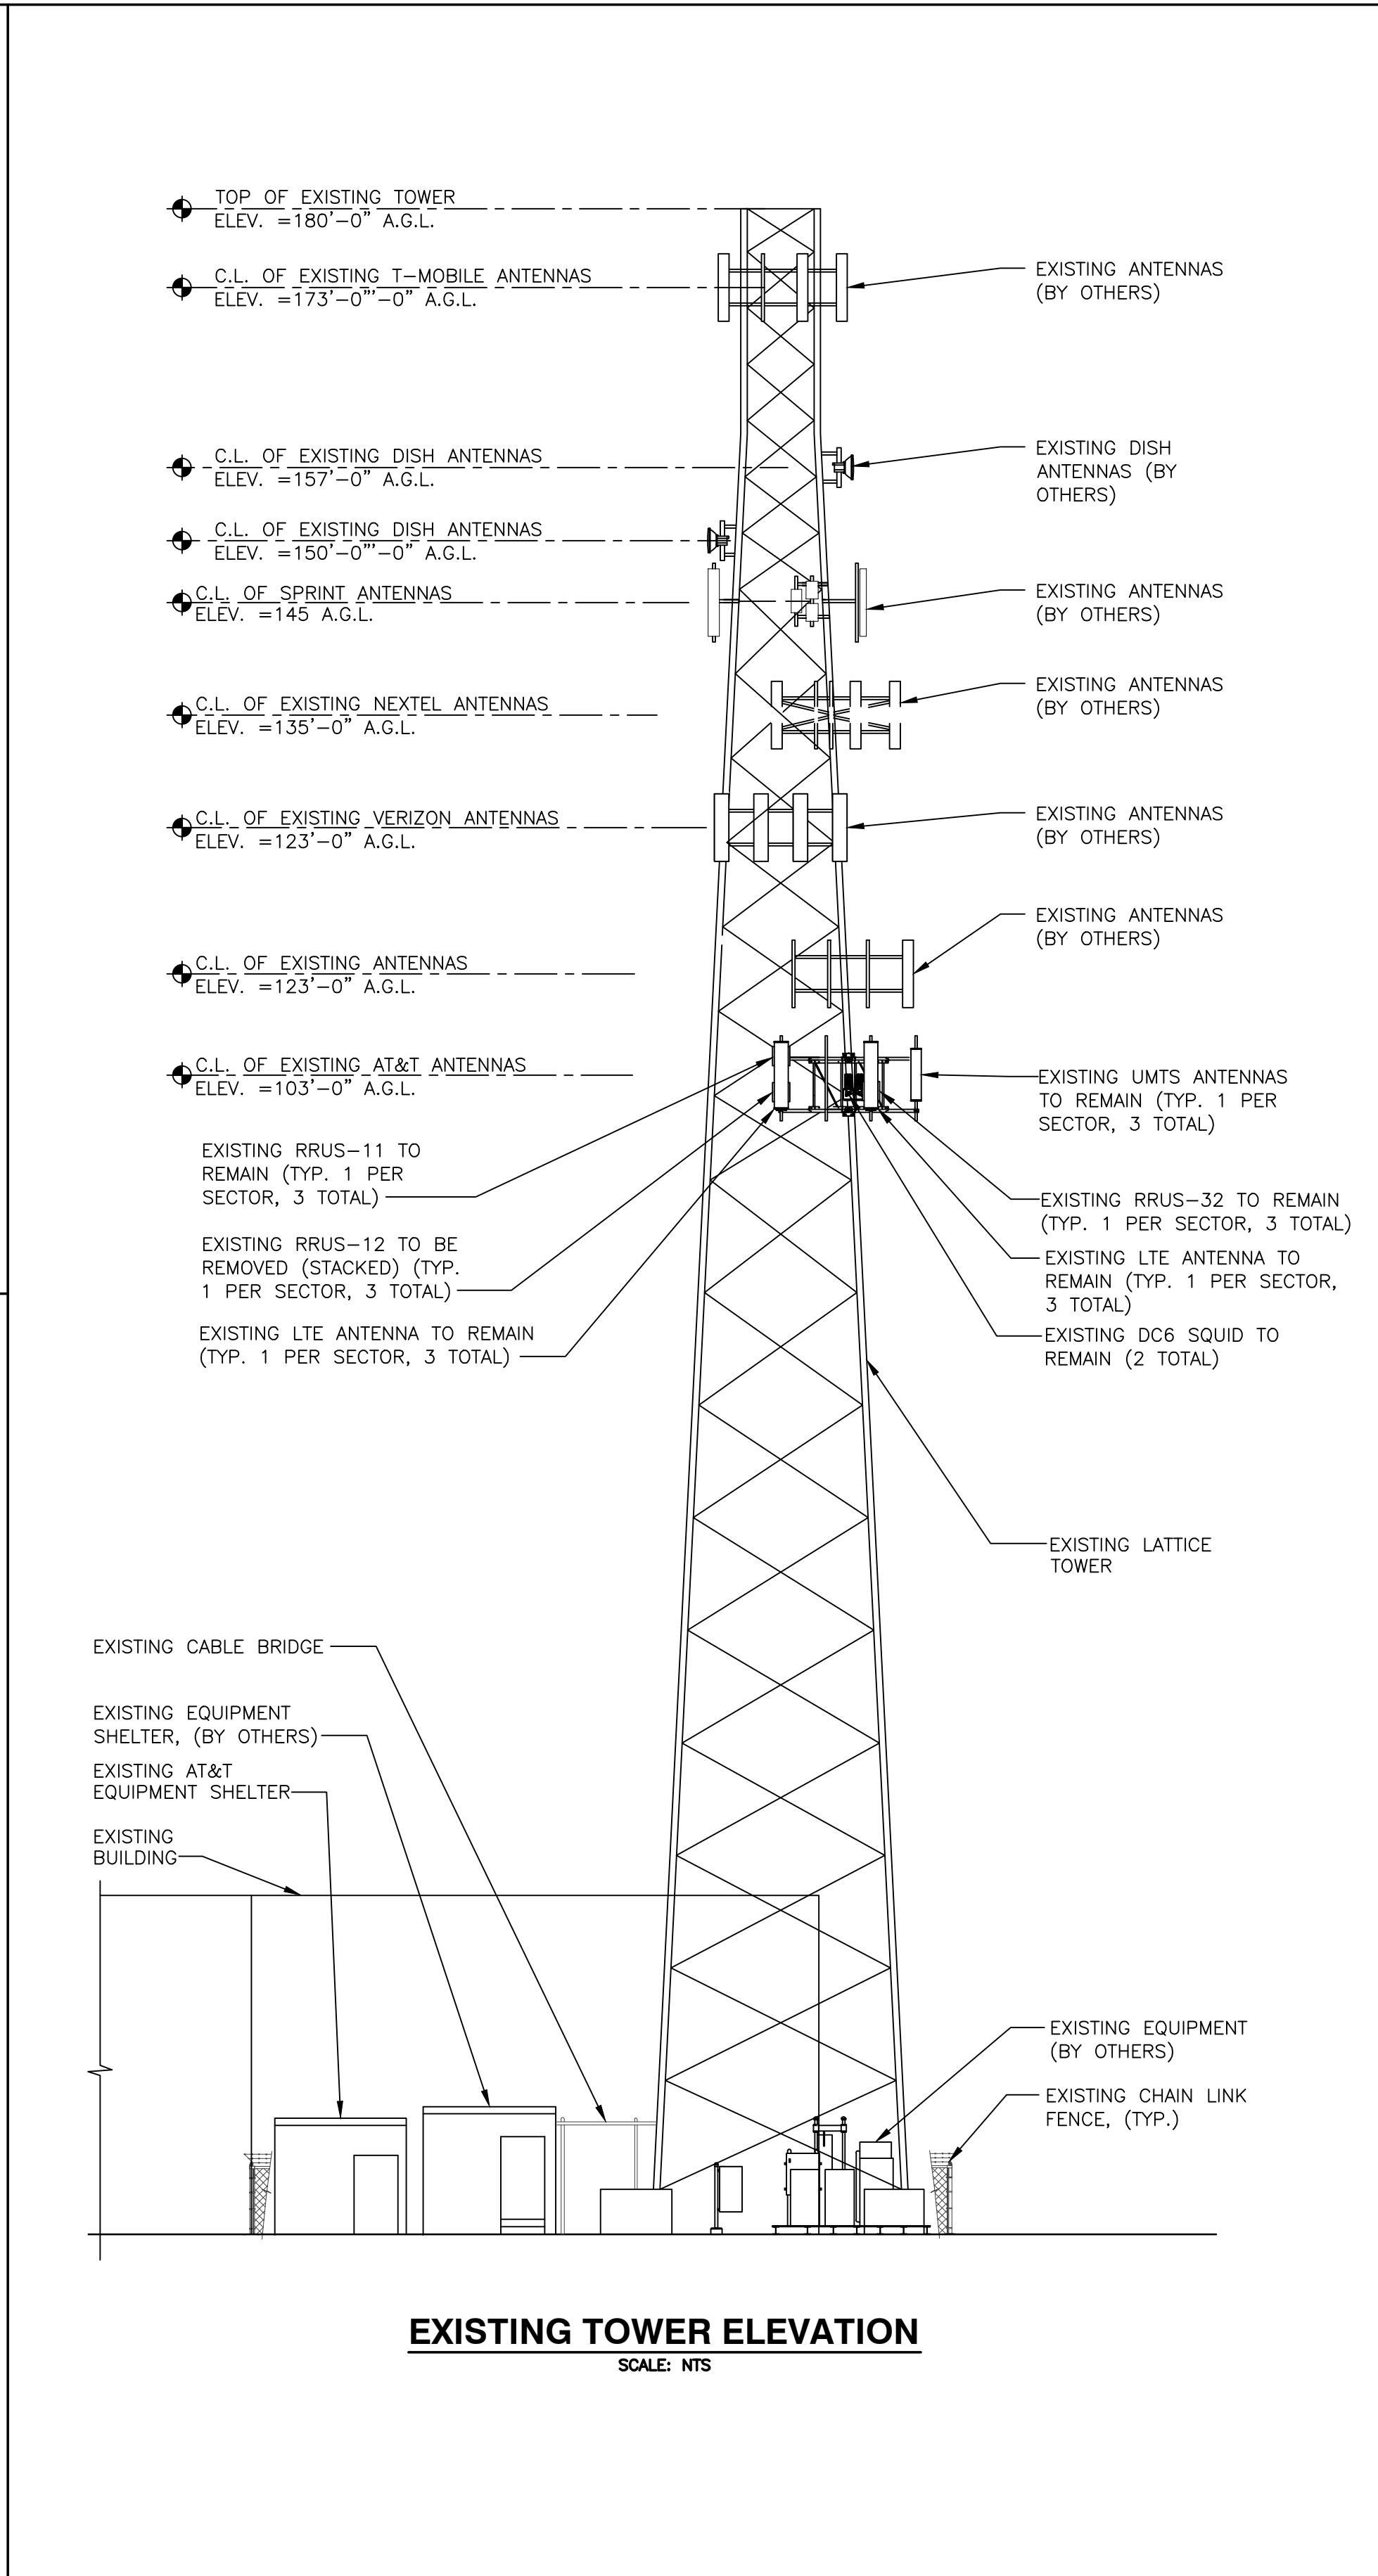 TOP OF EXISTING TOWER
ELEV. =180'-0" A.G.L.
C.L. OF EXISTING T-MOBILE ANTENNAS
ELEV. =173'-0"'-0" A.G.L.
EXISTING ANTENNAS
(BY OTHERS)
C.L. OF EXISTING DISH ANTENNAS
ELEV. =157'-0" A.G.L.
EXISTING DISH
ANTENNAS (BY
OTHERS)
C.L. OF EXISTING DISH ANTENNAS
ELEV. =150'-0"'-0" A.G.L.
C.L. OF SPRINT ANTENNAS
ELEV. =145 A.G.L.
EXISTING ANTENNAS
(BY OTHERS)
C.L. OF EXISTING NEXTEL ANTENNAS
ELEV. =135'-0" A.G.L.
EXISTING ANTENNAS
(BY OTHERS)
C.L. OF EXISTING VERIZON ANTENNAS
ELEV. =123'-0" A.G.L.
EXISTING ANTENNAS
(BY OTHERS)
EXISTING ANTENNAS
(BY OTHERS)
C.L. OF EXISTING ANTENNAS
ELEV. =123'-0" A.G.L.
C.L. OF EXISTING AT&T ANTENNAS
ELEV. =103'-0" A.G.L.
EXISTING UMTS ANTENNAS
TO REMAIN (TYP. 1 PER
SECTOR, 3 TOTAL)
EXISTING RRUS-11 TO
REMAIN (TYP. 1 PER
SECTOR, 3 TOTAL)
EXISTING RRUS-32 TO REMAIN
(TYP. 1 PER SECTOR, 3 TOTAL)
EXISTING RRUS-12 TO BE
REMOVED (STACKED) (TYP.
1 PER SECTOR, 3 TOTAL)
EXISTING LTE ANTENNA TO
REMAIN (TYP. 1 PER SECTOR,
3 TOTAL)
EXISTING LTE ANTENNA TO REMAIN
(TYP. 1 PER SECTOR, 3 TOTAL)
EXISTING DC6 SQUID TO
REMAIN (2 TOTAL)
EXISTING LATTICE
TOWER
EXISTING CABLE BRIDGE
EXISTING EQUIPMENT
SHELTER, (BY OTHERS)
EXISTING AT&T
EQUIPMENT SHELTER
EXISTING
BUILDING
EXISTING EQUIPMENT
(BY OTHERS)
EXISTING CHAIN LINK
FENCE, (TYP.)
EXISTING TOWER ELEVATION
SCALE: NTS